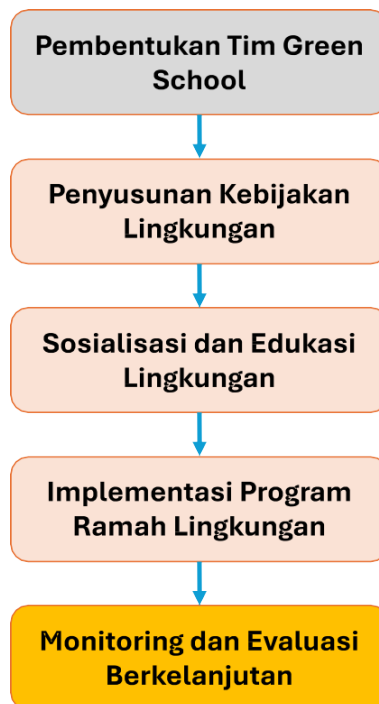 Pembentukan Tim Green
School
Penyusunan Kebijakan
Lingkungan
Sosialisasi dan Edukasi
Lingkungan
Implementasi Program
Ramah Lingkungan
Monitoring dan Evaluasi
Berkelanjutan